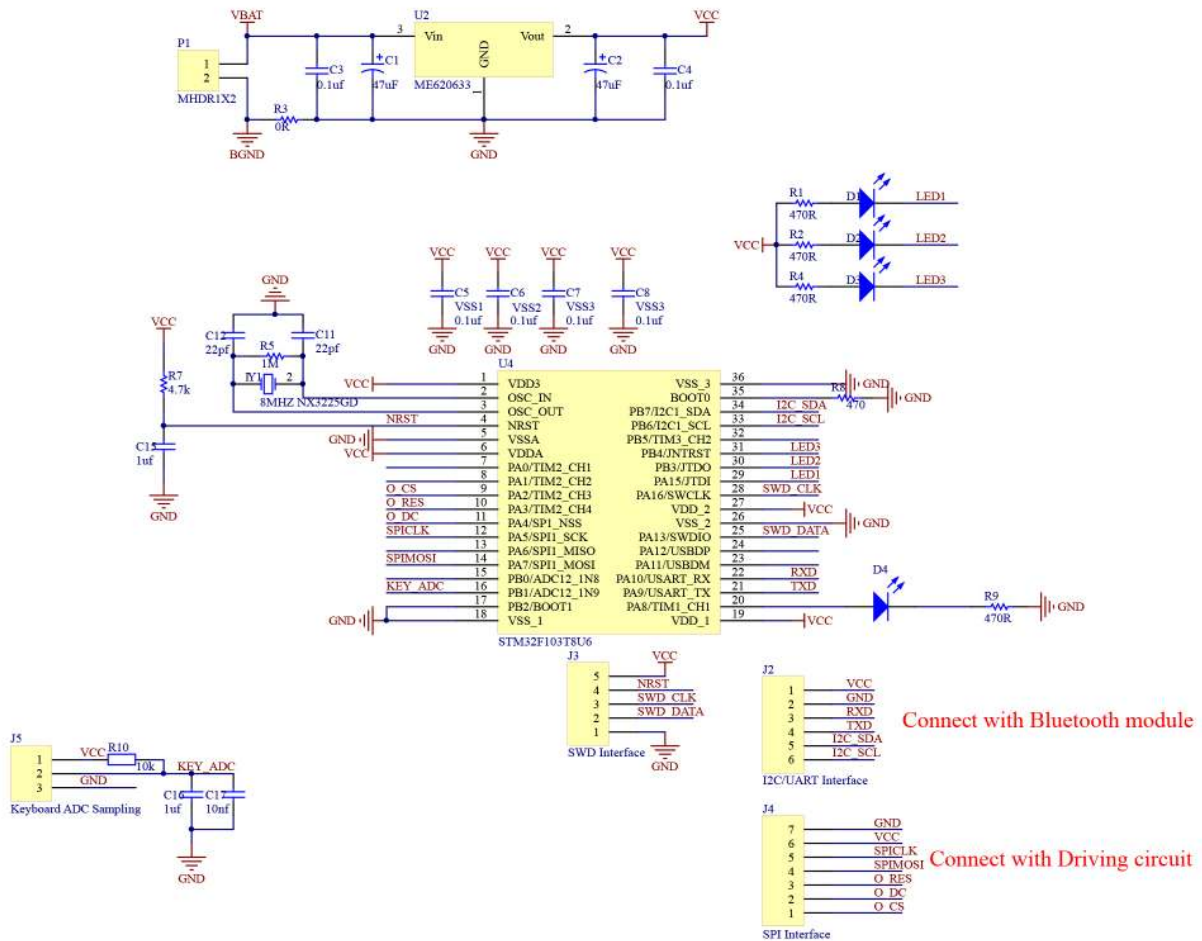 VBAT
U2
VCC
P1
3
Vin
Vout
2
GND
1
1
2
C3
0.1uf
C1
47uF
ME620633
C2
47uF
C4
0.1uf
MHDR1X2
R3
0R
BGND
GND
R1
470R
D1
LED1
VCC
R2
470R
D2
LED2
R4
470R
D3
LED3
VCC
VCC
VCC
VCC
GND
C5
VSS1
0.1uf
C6
VSS2
0.1uf
C7
VSS3
0.1uf
C8
VSS3
0.1uf
GND
GND
GND
GND
VCC
C12
22pf
C11
22pf
R5
1M
R7
4.7k
Y1
2
8MHZ NX3225GD
NRST
C15
1uf
GND
U4
VCC
1
VDD3
2
OSC_IN
3
OSC_OUT
4
NRST
GND
5
VSSA
VCC
6
VDDA
7
PA0/TIM2_CH1
8
PA1/TIM2_CH2
O_CS
9
PA2/TIM2_CH3
O_RES
10
PA3/TIM2_CH4
O_DC
11
PA4/SP1_NSS
SPICLK
12
PA5/SPI1_SCK
13
PA6/SPI1_MISO
SPIMOSI
14
PA7/SPI1_MOSI
15
PB0/ADC12_1N8
KEY_ADC
16
PB1/ADC12_1N9
17
PB2/BOOT1
GND
18
VSS_1
STM32F103T8U6
VSS_3
36
GND
BOOT0
35
R8
470
GND
PB7/I2C1_SDA
34
I2C_SDA
PB6/I2C1_SCL
33
I2C_SCL
PB5/TIM3_CH2
32
PB4/JNTRST
31
LED3
PB3/JTDO
30
LED2
PA15/JTDI
29
LED1
PA16/SWCLK
28
SWD_CLK
VDD_2
27
VCC
VSS_2
26
GND
PA13/SWDIO
25
SWD_DATA
PA12/USBDP
24
PA11/USBDM
23
PA10/USART_RX
22
RXD
PA9/USART_TX
21
TXD
PA8/TIM1_CH1
20
VDD_1
19
VCC
D4
R9
470R
GND
J3
VCC
5
4
NRST
3
SWD_CLK
2
SWD_DATA
1
GND
SWD Interface
J2
1
VCC
2
GND
3
RXD
4
TXD
5
I2C_SDA
6
I2C_SCL
I2C/UART Interface
Connect with Bluetooth module
J5
1
VCC
R10
10k
2
KEY_ADC
3
GND
Keyboard ADC Sampling
C16
1uf
C17
10nf
GND
J4
7
GND
6
VCC
5
SPICLK
4
SPIMOSI
3
O_RES
2
O_DC
1
O_CS
SPI Interface
Connect with Driving circuit